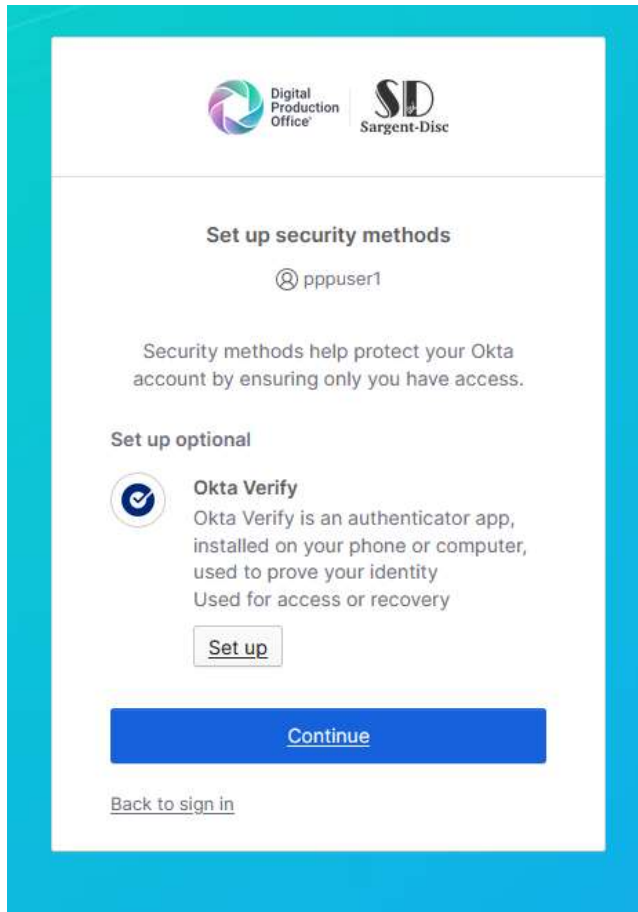 Digital
Production
Office®
SD
Sargent-Disc
Set up security methods
pppuser1
Security methods help protect your Okta
account by ensuring only you have access.
Set up optional
Okta Verify
Okta Verify is an authenticator app,
installed on your phone or computer,
used to prove your identity
Used for access or recovery
Set up
Continue
Back to sign in